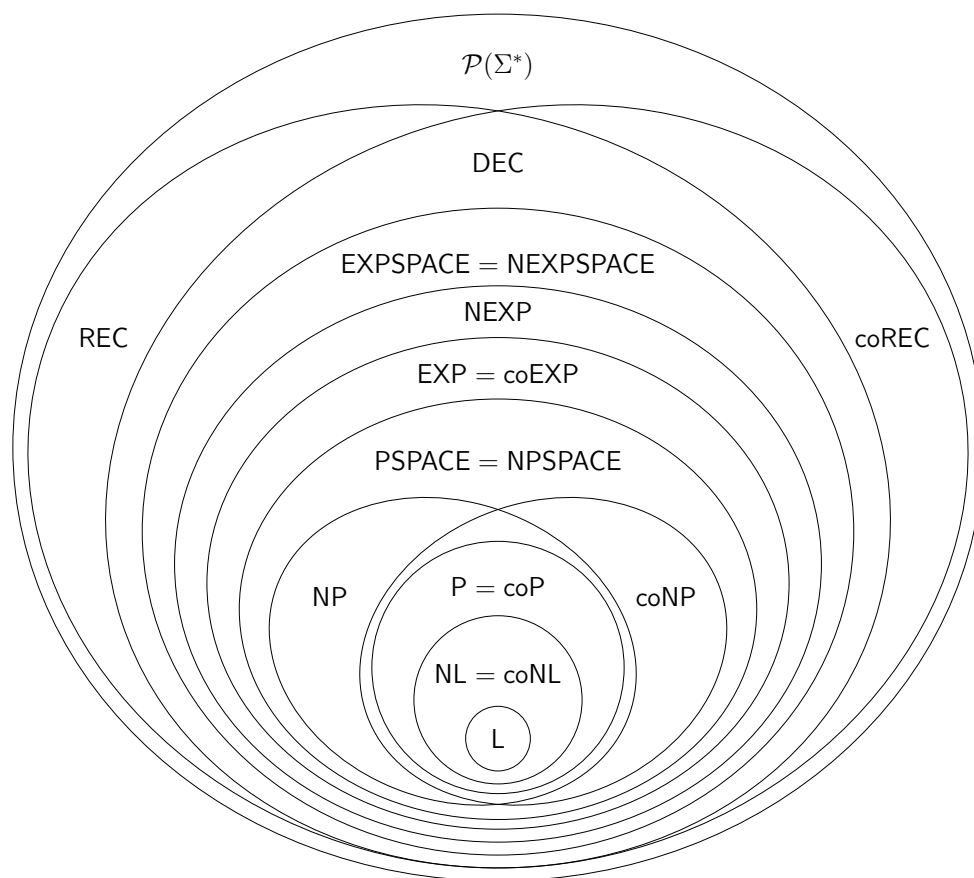 𝒫(Σ*)
DEC
EXPSPACE = NEXPSPACE
NEXP
REC
coREC
EXP = coEXP
PSPACE = NPSPACE
NP
P = coP
coNP
NL = coNL
L